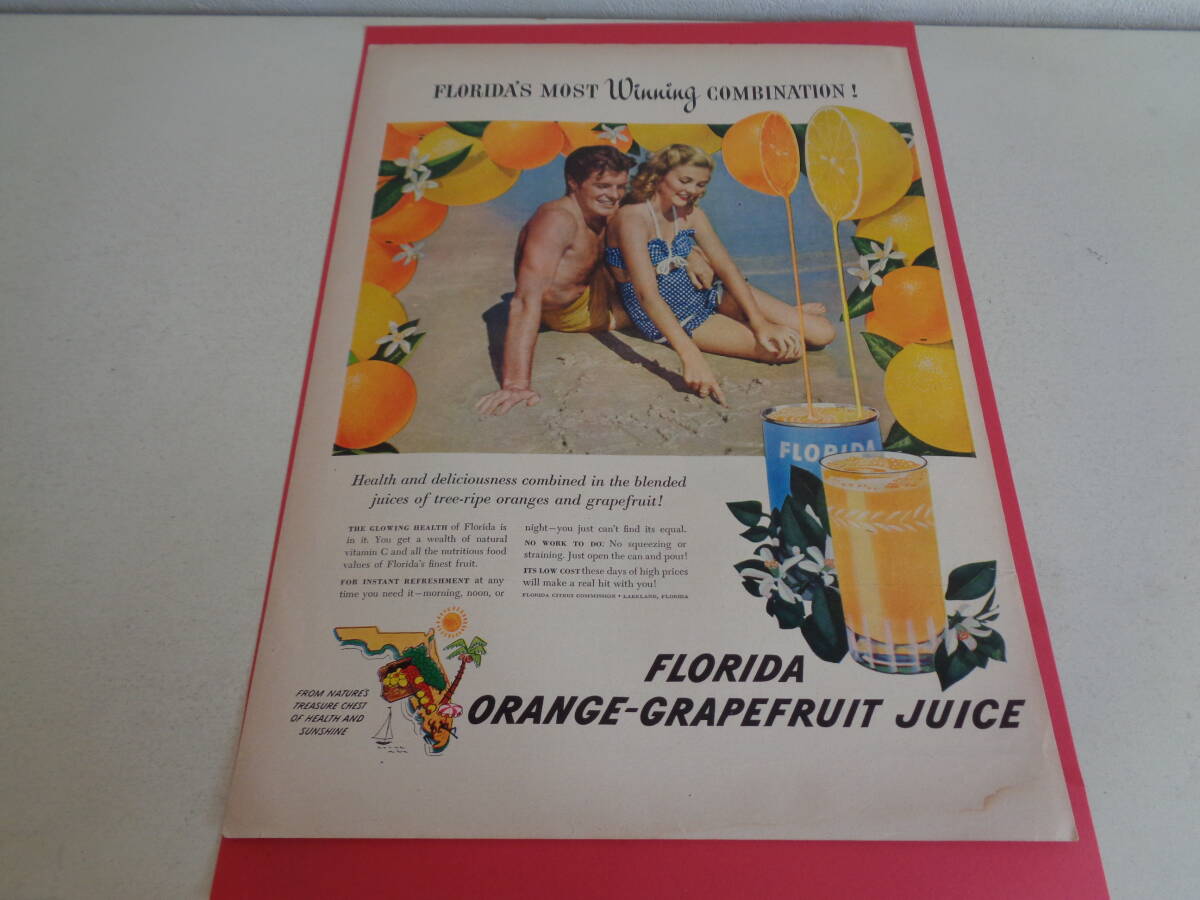 FLORIDA'S MOST Winning COMBINATION!
FLORIDA
Health and deliciousness combined in the blended
juices of tree-ripe oranges and grapefruit!
THE GLOWING HEALTH of Florida is
in it. You get a wealth of natural
vitamin C and all the nutritious food
values of Florida's finest fruit.
FOR INSTANT REFRESHMENT at any
time you need it—morning, noon, or
night—you just can't find its equal.
NO WORK TO DO. No squeezing or
straining. Just open the can and pour!
ITS LOW COST these days of high prices
will make a real hit with you!
FLORIDA CITRUS COMMISSION • LAKELAND, FLORIDA
FROM NATURE'S
TREASURE CHEST
OF HEALTH AND
SUNSHINE
FLORIDA
ORANGE-GRAPEFRUIT JUICE